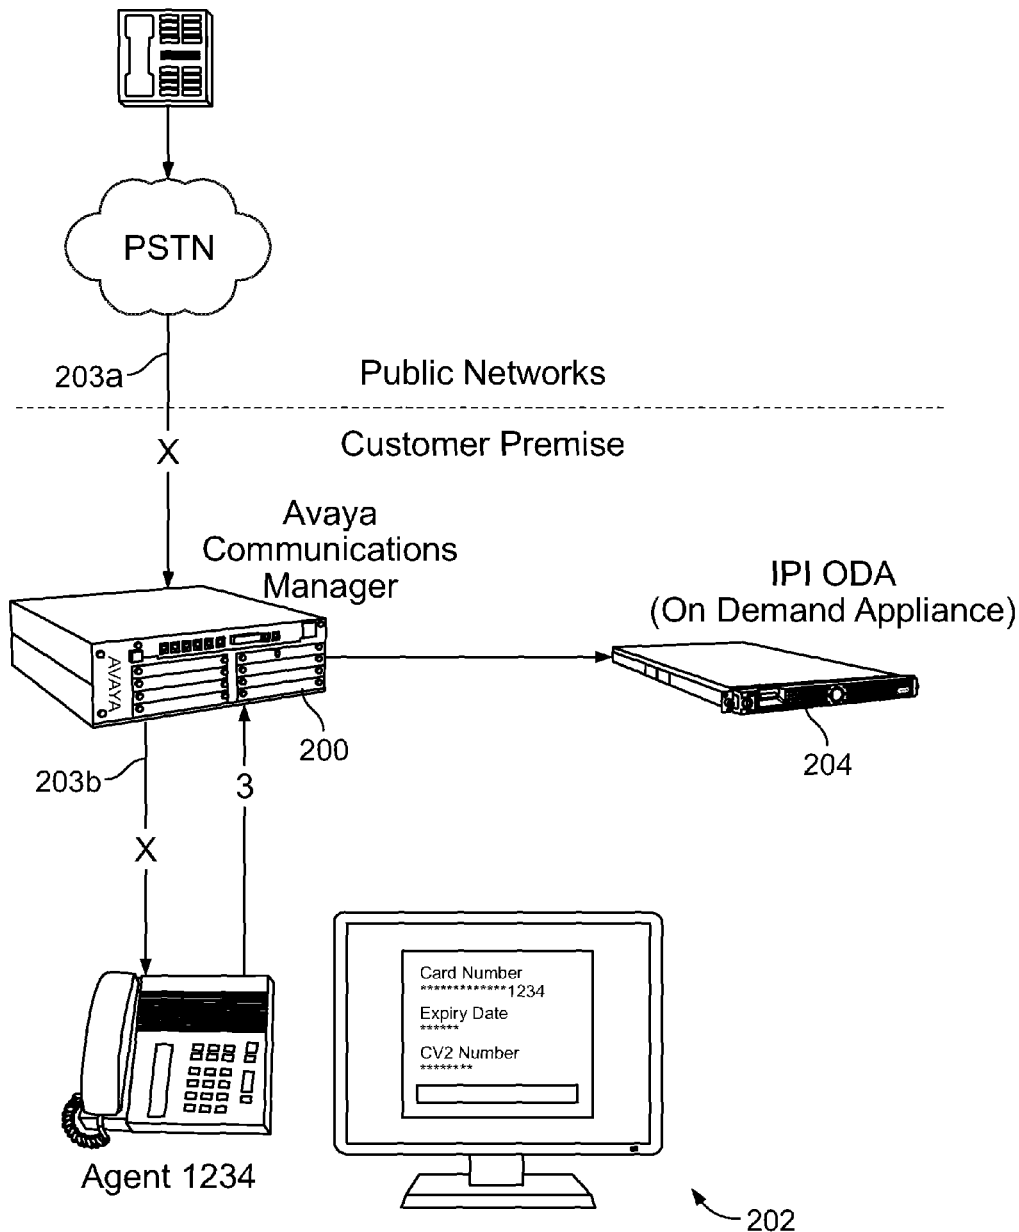 PSTN
203a
Public Networks
X
Customer Premise
Avaya
Communications
Manager
IPI ODA
(On Demand Appliance)
AVAYA
200
204
203b
3
X
Card Number
*************1234
Expiry Date
******
CV2 Number
********
Agent 1234
202